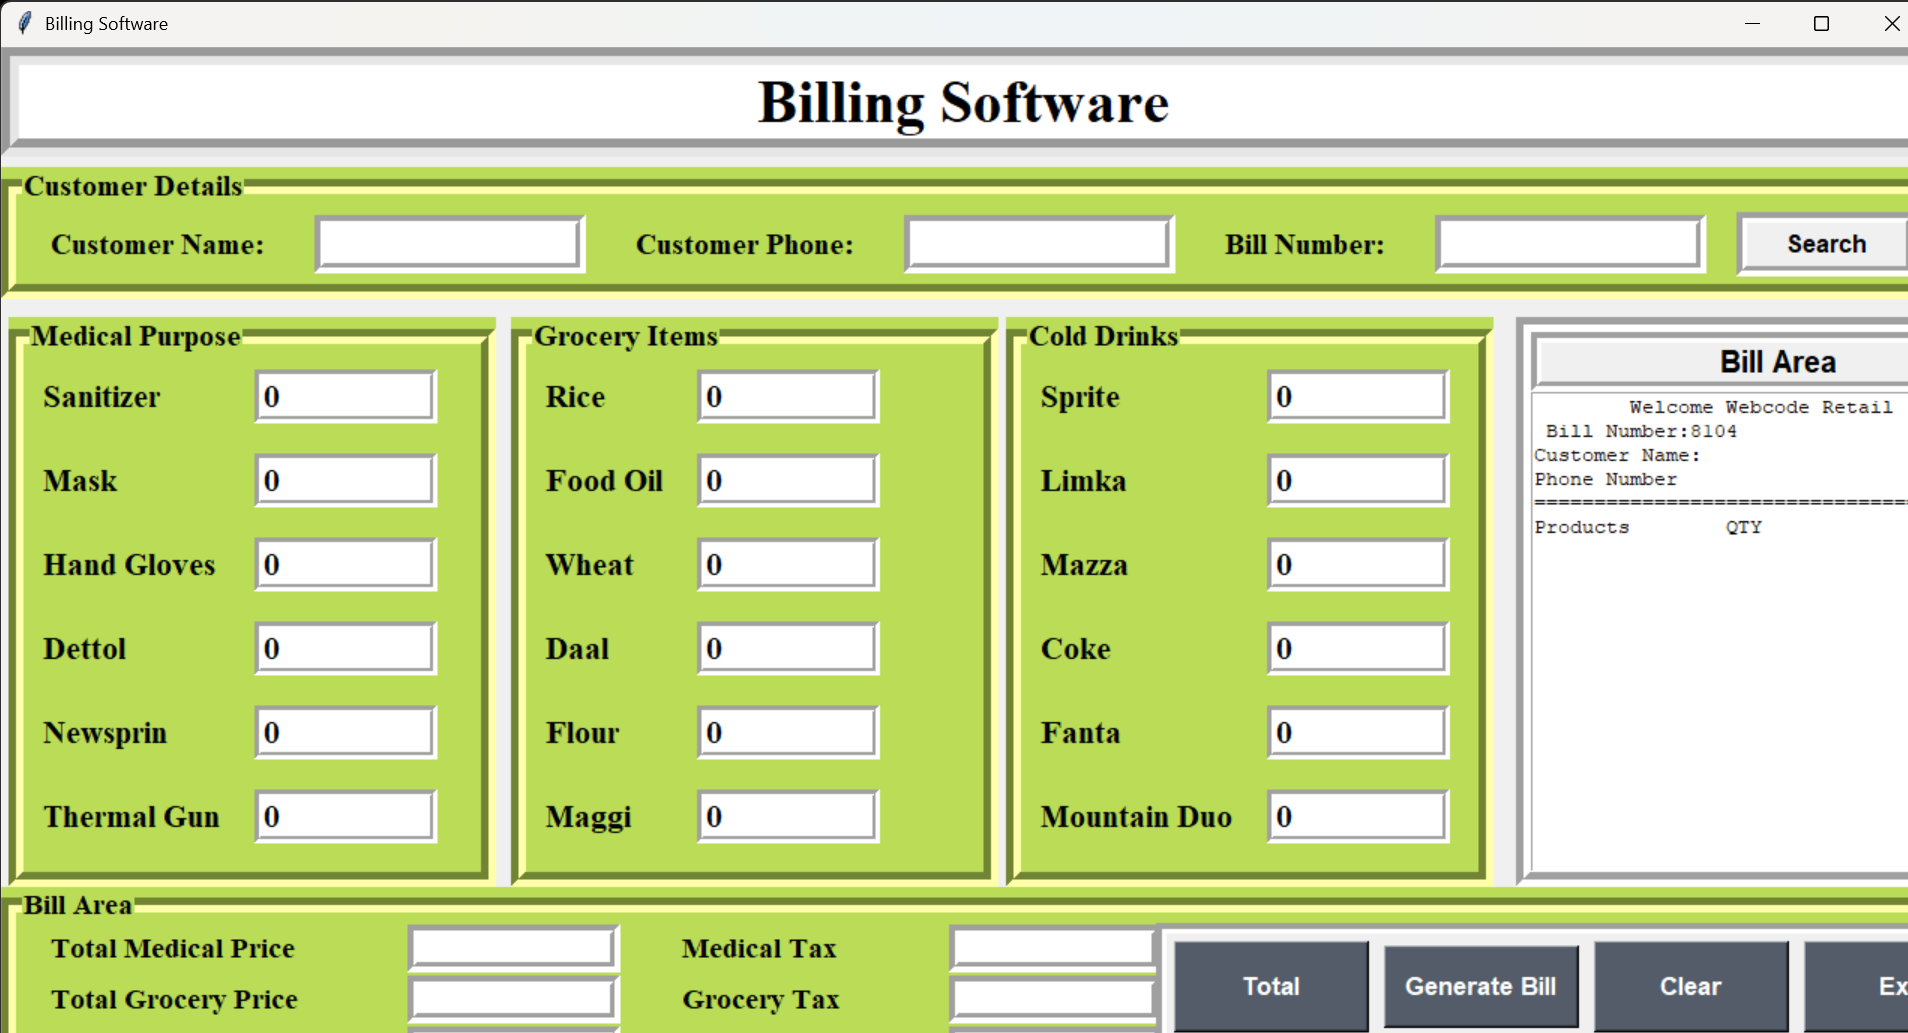 Billing Software
Billing Software
Customer Details
Customer Name: Customer Phone: Bill Number: Search
Medical Purpose
Sanitizer 0
Mask 0
Hand Gloves 0
Dettol 0
Newsprin 0
Thermal Gun 0
Grocery Items
Rice 0
Food Oil 0
Wheat 0
Daal 0
Flour 0
Maggi 0
Cold Drinks
Sprite 0
Limka 0
Mazza 0
Coke 0
Fanta 0
Mountain Duo 0
Bill Area
Welcome Webcode Retail
Bill Number:8104
Customer Name:
Phone Number
================================
Products QTY
Bill Area
Total Medical Price Medical Tax
Total Grocery Price Grocery Tax
Total Generate Bill Clear Ex